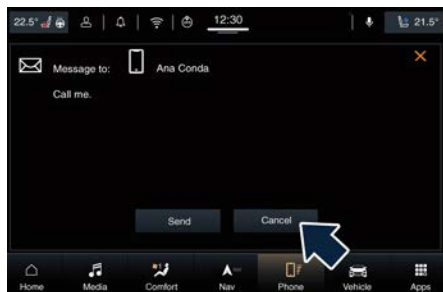 22.5° 12:30 21.5°
Message to: Ana Conda
Call me.
Send Cancel
Home Media Comfort Nav Phone Vehicle Apps